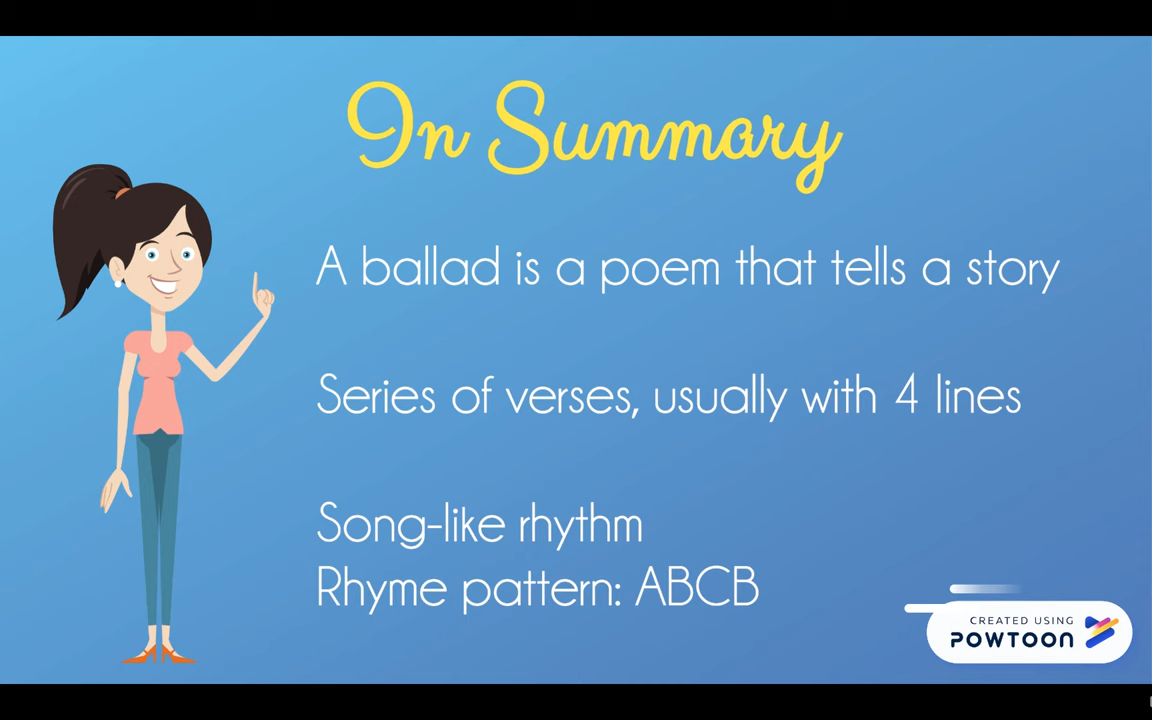 In Summary
A ballad is a poem that tells a story
Series of verses, usually with 4 lines
Song-like rhythm
Rhyme pattern: ABCB
CREATED USING
POWTOON